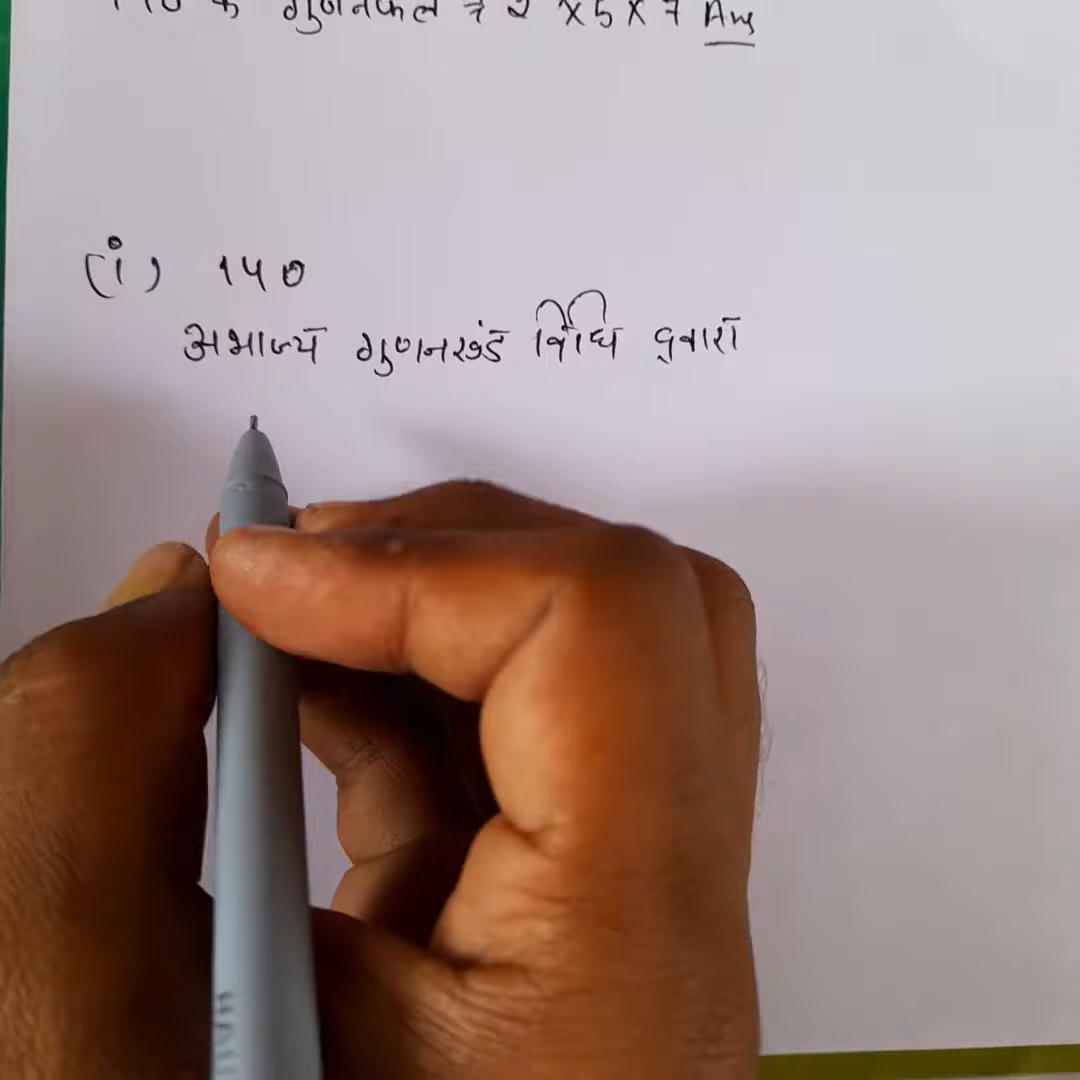 के गुणनफल = 2 x 5 x 7 Ans
(i) 140
अभाज्य गुणनखंड विधि द्वारा